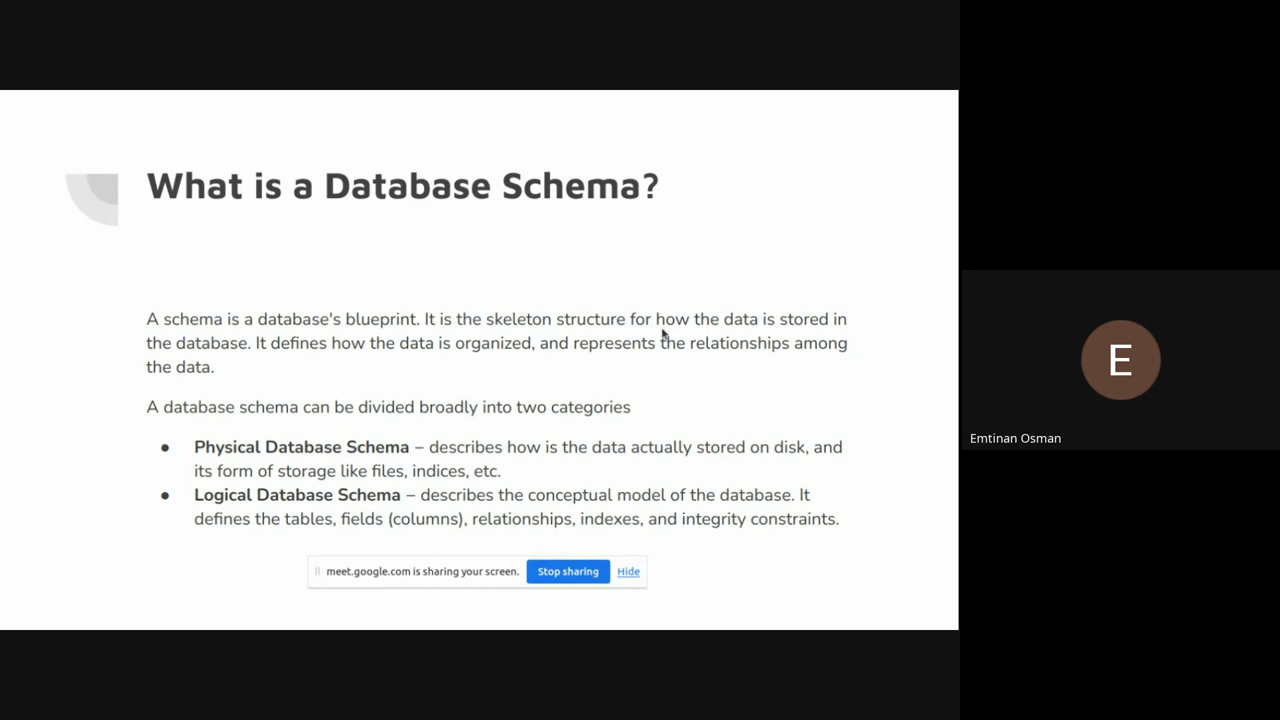 What is a Database Schema?
A schema is a database's blueprint. It is the skeleton structure for how the data is stored in
the database. It defines how the data is organized, and represents the relationships among
the data.
A database schema can be divided broadly into two categories
● Physical Database Schema – describes how is the data actually stored on disk, and
its form of storage like files, indices, etc.
● Logical Database Schema – describes the conceptual model of the database. It
defines the tables, fields (columns), relationships, indexes, and integrity constraints.
meet.google.com is sharing your screen. Stop sharing Hide
E
Emtinan Osman